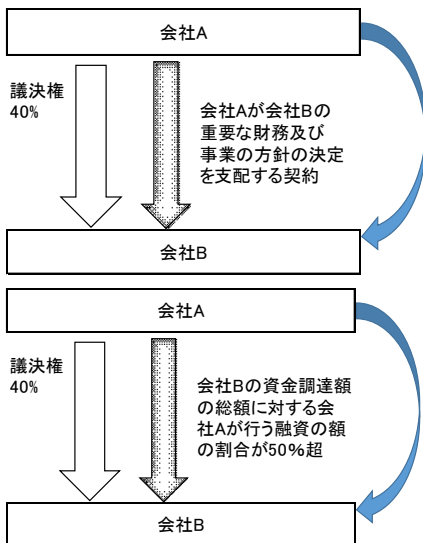 会社A
議決権
40%
会社Aが会社Bの
重要な財務及び
事業の方針の決定
を支配する契約
会社B
会社A
議決権
40%
会社Bの資金調達額
の総額に対する会
社Aが行う融資の額
の割合が50%超
会社B